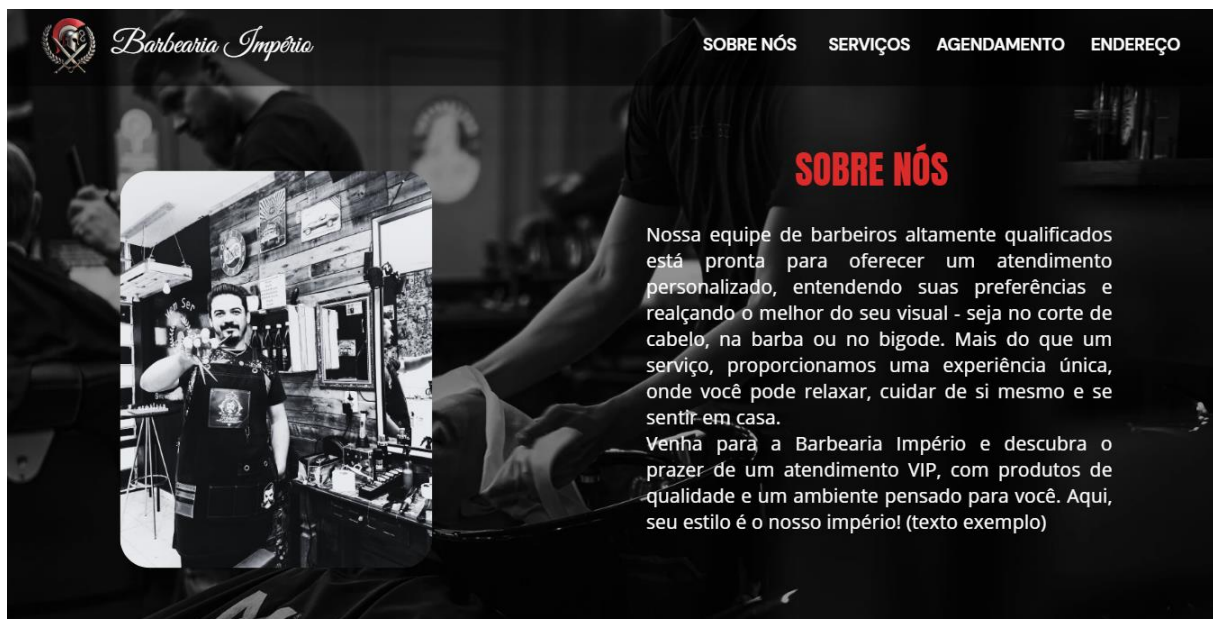 Barbearia Império
SOBRE NÓS SERVIÇOS AGENDAMENTO ENDEREÇO
SOBRE NÓS
Nossa equipe de barbeiros altamente qualificados
está pronta para oferecer um atendimento
personalizado, entendendo suas preferências e
realçando o melhor do seu visual - seja no corte de
cabelo, na barba ou no bigode. Mais do que um
serviço, proporcionamos uma experiência única,
onde você pode relaxar, cuidar de si mesmo e se
sentir em casa.
Venha para a Barbearia Império e descubra o
prazer de um atendimento VIP, com produtos de
qualidade e um ambiente pensado para você. Aqui,
seu estilo é o nosso império! (texto exemplo)